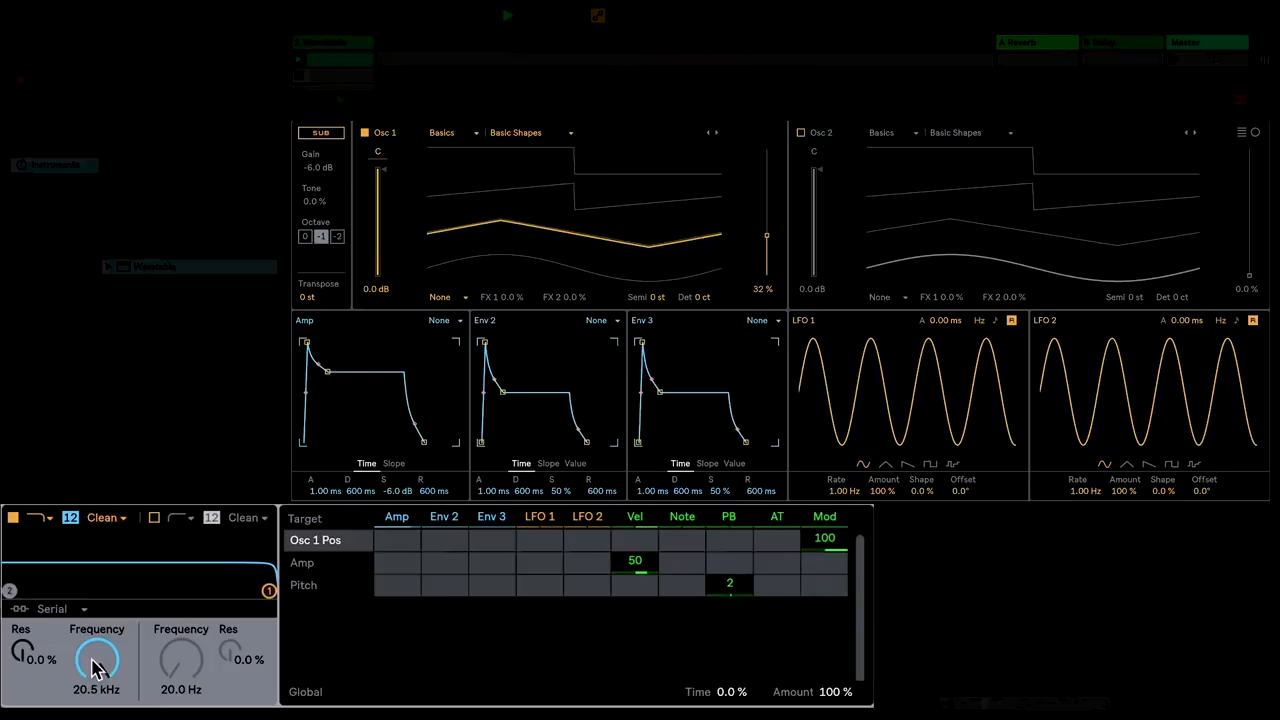 A Reverb Master
SUB Osc 1 Basics Basic Shapes Osc 2 Basics Basic Shapes
C C
Gain
-6.0 dB
Tone
0.0 %
Octave
0 -1 -2
Transpose
0 st
0.0 dB 32 % 0.0 dB 0.0 %
None FX 1 0.0 % FX 2 0.0 % Semi 0 st Det 0 ct None FX 1 0.0 % FX 2 0.0 % Semi 0 st Det 0 ct
Amp None Env 2 None Env 3 None LFO 1 A 0.00 ms Hz R LFO 2 A 0.00 ms Hz R
Time Slope Time Slope Value Time Slope Value
A D S R A D S R A D S R Rate Amount Shape Offset Rate Amount Shape Offset
1.00 ms 600 ms -6.0 dB 600 ms 1.00 ms 600 ms 50 % 600 ms 1.00 ms 600 ms 50 % 600 ms 1.00 Hz 100 % 0.0 % 0.0° 1.00 Hz 100 % 0.0 % 0.0°
12 Clean 12 Clean
2 1
Serial
Res Frequency Frequency Res
0.0 % 0.0 %
20.5 kHz 20.0 Hz
Target Amp Env 2 Env 3 LFO 1 LFO 2 Vel Note PB AT Mod
Osc 1 Pos 100
Amp 50
Pitch 2
Global Time 0.0 % Amount 100 %